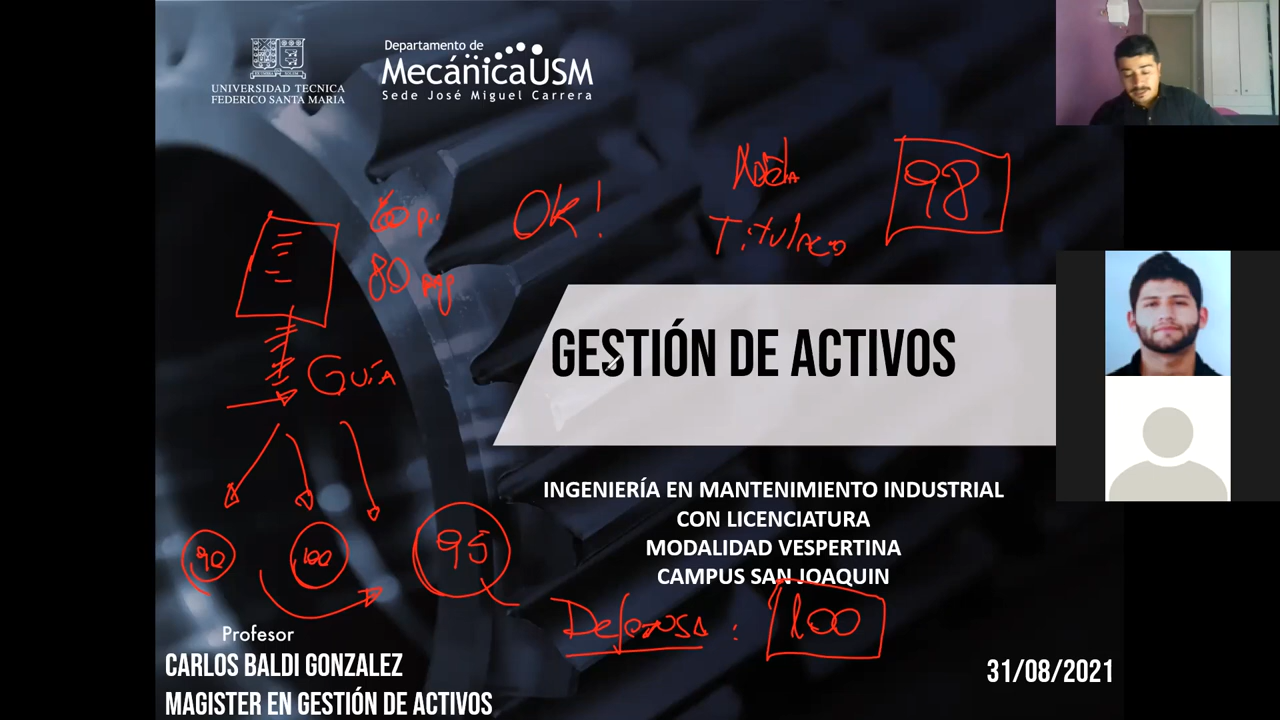 Departamento de
MecánicaUSM
Sede José Miguel Carrera
UNIVERSIDAD TECNICA
FEDERICO SANTA MARIA
98
Ok!
80
GUÍA
GESTIÓN DE ACTIVOS
INGENIERÍA EN MANTENIMIENTO INDUSTRIAL
CON LICENCIATURA
MODALIDAD VESPERTINA
CAMPUS SAN JOAQUIN
90
100
95
Defensa : 100
Profesor
CARLOS BALDI GONZALEZ
MAGISTER EN GESTIÓN DE ACTIVOS
31/08/2021